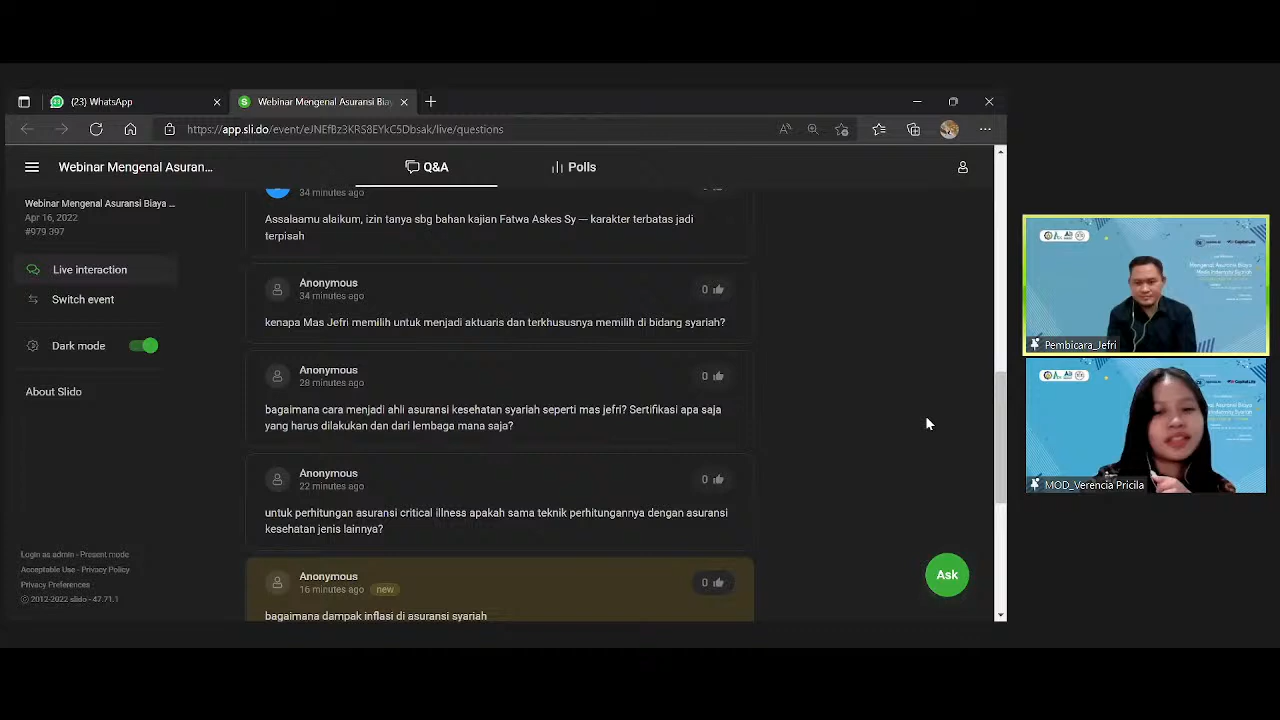 (23) WhatsApp
Webinar Mengenal Asuransi Bia
https://app.sli.do/event/eJNEfBz3KRS8EYkC5Dbsak/live/questions
Webinar Mengenal Asuran...
Q&A
Polls
Webinar Mengenal Asuransi Biaya ...
Apr 16, 2022
#979 397
Live interaction
Switch event
Dark mode
About Slido
Login as admin - Present mode
Acceptable Use - Privacy Policy
Privacy Preferences
© 2012-2022 slido - 47.71.1
34 minutes ago
Assalaamu alaikum, izin tanya sbg bahan kajian Fatwa Askes Sy — karakter terbatas jadi
terpisah
Anonymous
34 minutes ago
0
kenapa Mas Jefri memilih untuk menjadi aktuaris dan terkhususnya memilih di bidang syariah?
Anonymous
28 minutes ago
0
bagaimana cara menjadi ahli asuransi kesehatan syariah seperti mas jefri? Sertifikasi apa saja
yang harus dilakukan dan dari lembaga mana saja?
Anonymous
22 minutes ago
0
untuk perhitungan asuransi critical illness apakah sama teknik perhitungannya dengan asuransi
kesehatan jenis lainnya?
Anonymous
16 minutes ago new
0
bagaimana dampak inflasi di asuransi syariah
Ask
Mengenal Asuransi Biaya
Medis Indemnity Syariah
Pembicara_Jefri
MOD_Verencia Pricila